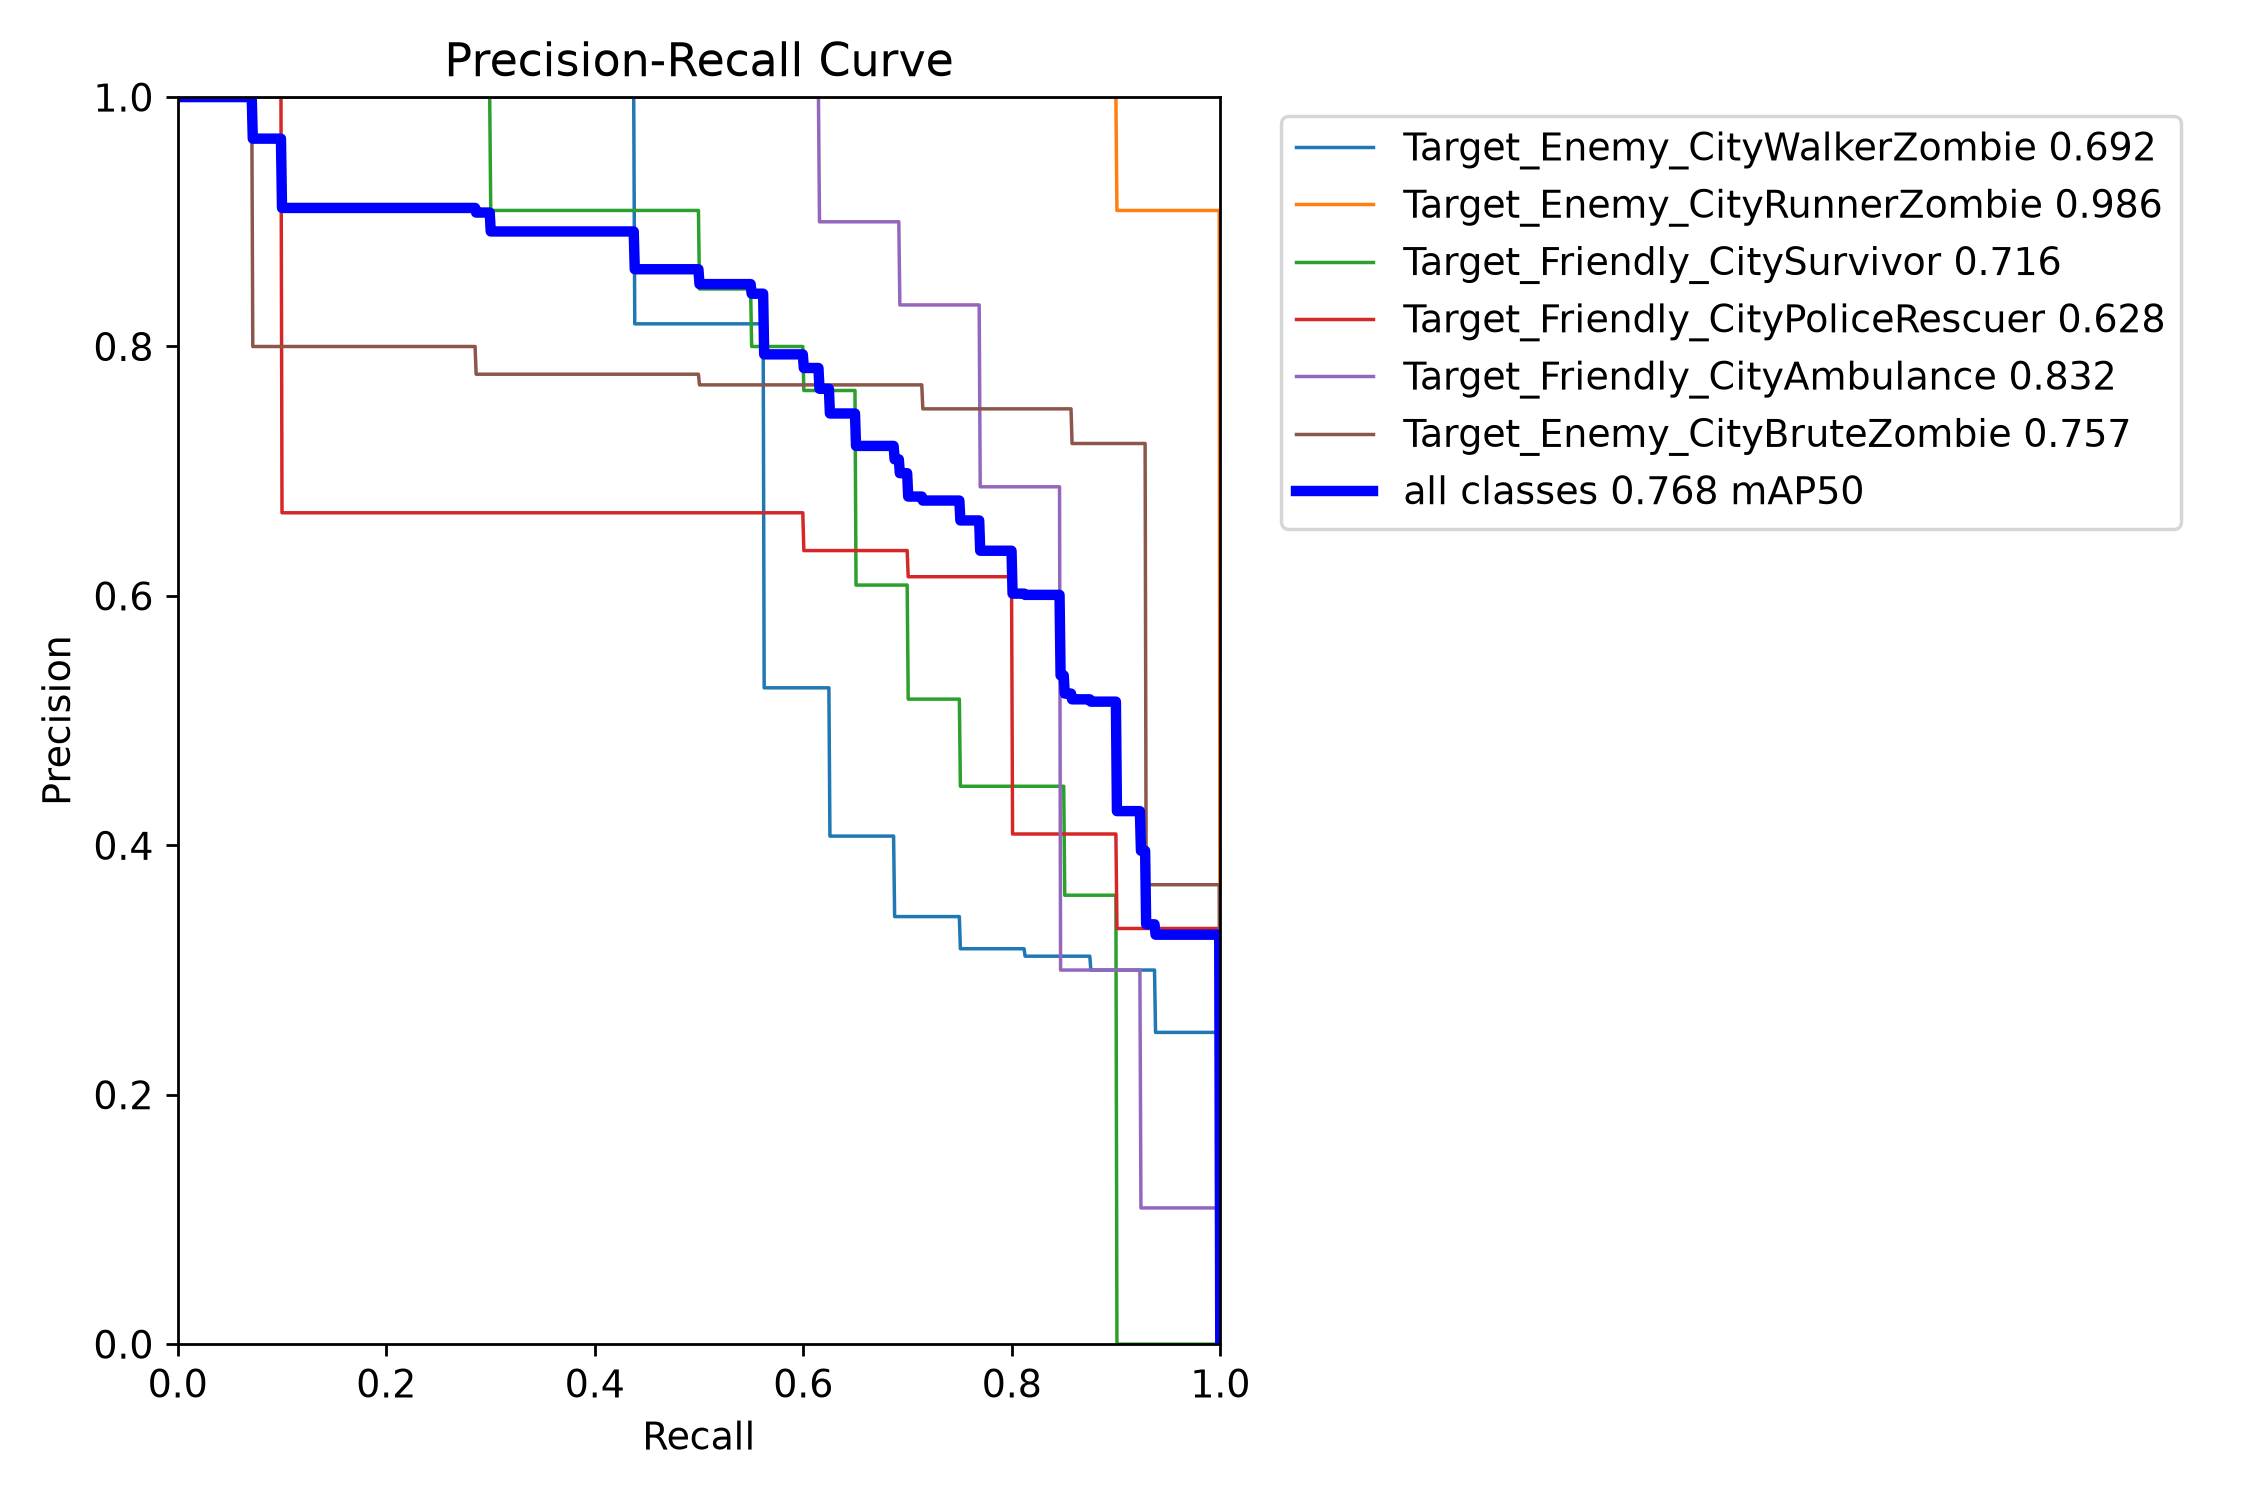 Precision-Recall Curve
1.0
0.8
0.6
0.4
0.2
0.0
Precision
0.0 0.2 0.4 0.6 0.8 1.0
Recall
Target_Enemy_CityWalkerZombie 0.692
Target_Enemy_CityRunnerZombie 0.986
Target_Friendly_CitySurvivor 0.716
Target_Friendly_CityPoliceRescuer 0.628
Target_Friendly_CityAmbulance 0.832
Target_Enemy_CityBruteZombie 0.757
all classes 0.768 mAP50